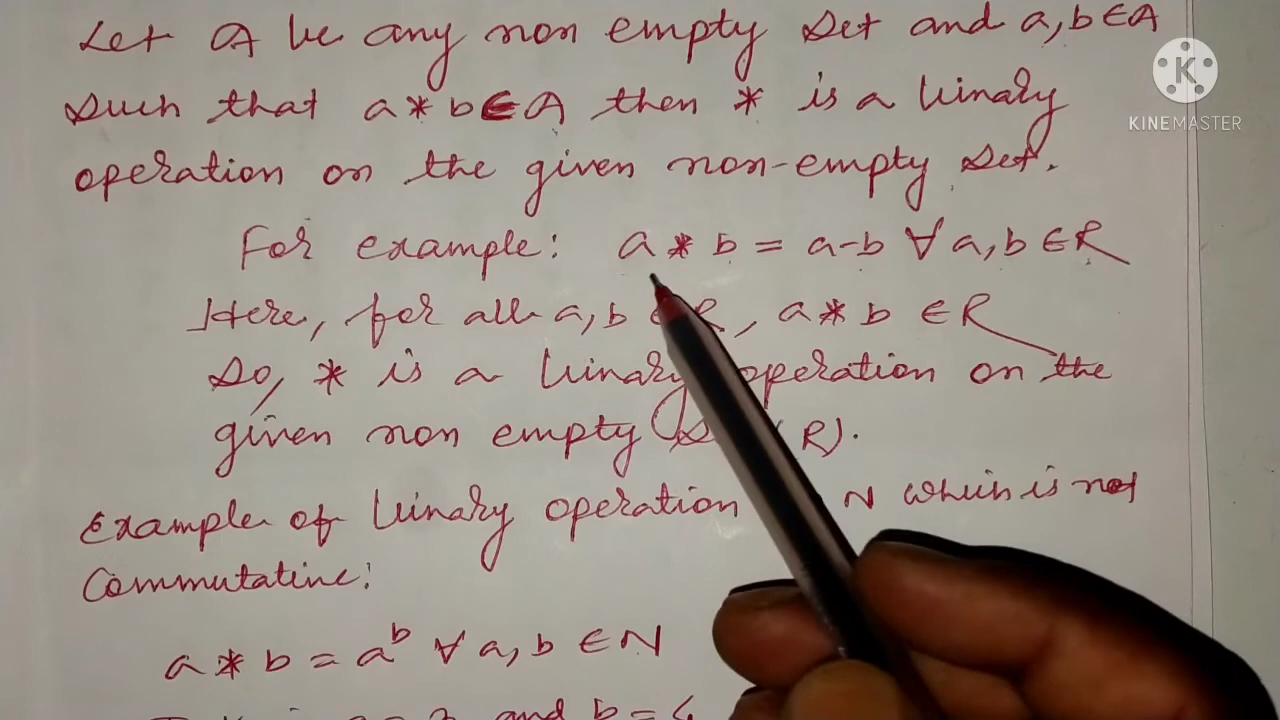 Let A be any non empty set and a, b ∈ A
such that a * b ∈ A then * is a binary
operation on the given non-empty set.
For example: a * b = a-b ∀ a, b ∈ R
Here, for all a, b ∈ R, a * b ∈ R
So, * is a binary operation on the
given non empty (R).
Example of binary operation N which is not
Commutative:
a * b = a^b ∀ a, b ∈ N
and b =
K
KINEMASTER